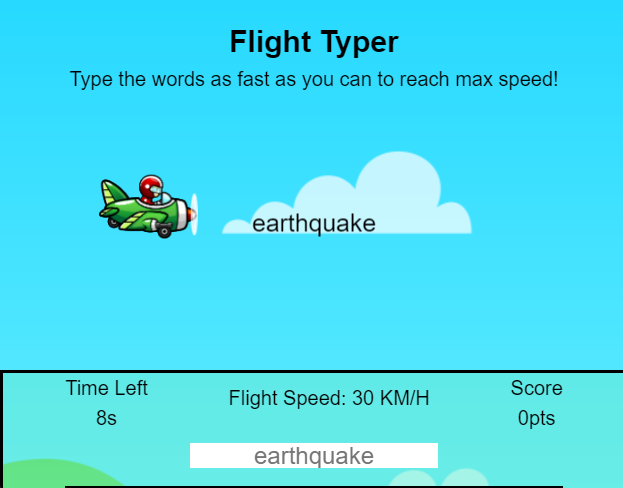 Flight Typer
Type the words as fast as you can to reach max speed!
earthquake
Time Left
8s
Flight Speed: 30 KM/H
Score
0pts
earthquake